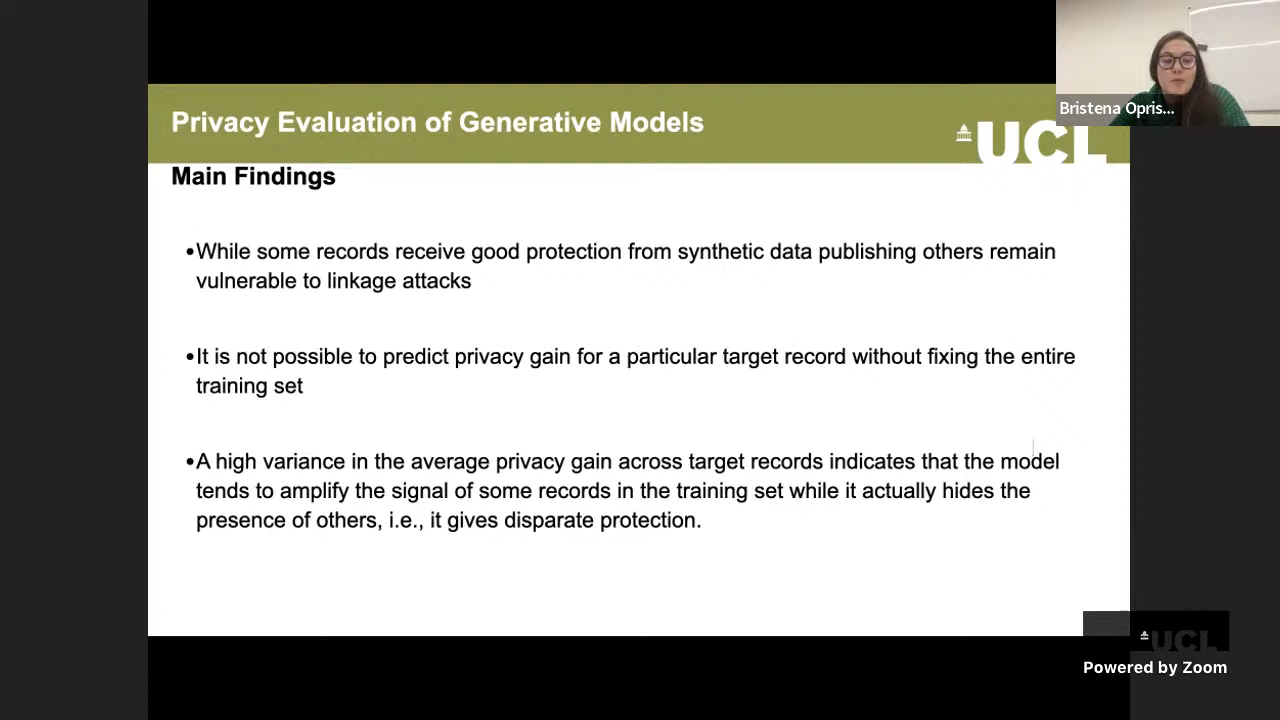 Privacy Evaluation of Generative Models
UCL
Bristena Opris...
Main Findings
•While some records receive good protection from synthetic data publishing others remain
vulnerable to linkage attacks
•It is not possible to predict privacy gain for a particular target record without fixing the entire
training set
•A high variance in the average privacy gain across target records indicates that the model
tends to amplify the signal of some records in the training set while it actually hides the
presence of others, i.e., it gives disparate protection.
UCL
Powered by Zoom